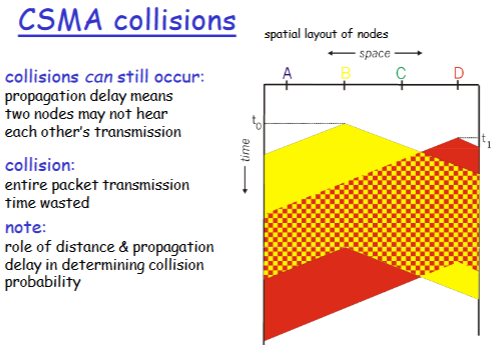 CSMA collisions
collisions can still occur:
propagation delay means
two nodes may not hear
each other's transmission
collision:
entire packet transmission
time wasted
note:
role of distance & propagation
delay in determining collision
probability
spatial layout of nodes
space
A B C D
t0
t1
time